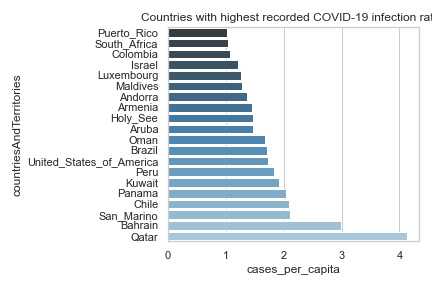 Countries with highest recorded COVID-19 infection rat
Puerto_Rico
South_Africa
Colombia
Israel
Luxembourg
Maldives
Andorra
Armenia
Holy_See
Aruba
Oman
Brazil
United_States_of_America
Peru
Kuwait
Panama
Chile
San_Marino
Bahrain
Qatar
countriesAndTerritories
0 1 2 3 4
cases_per_capita